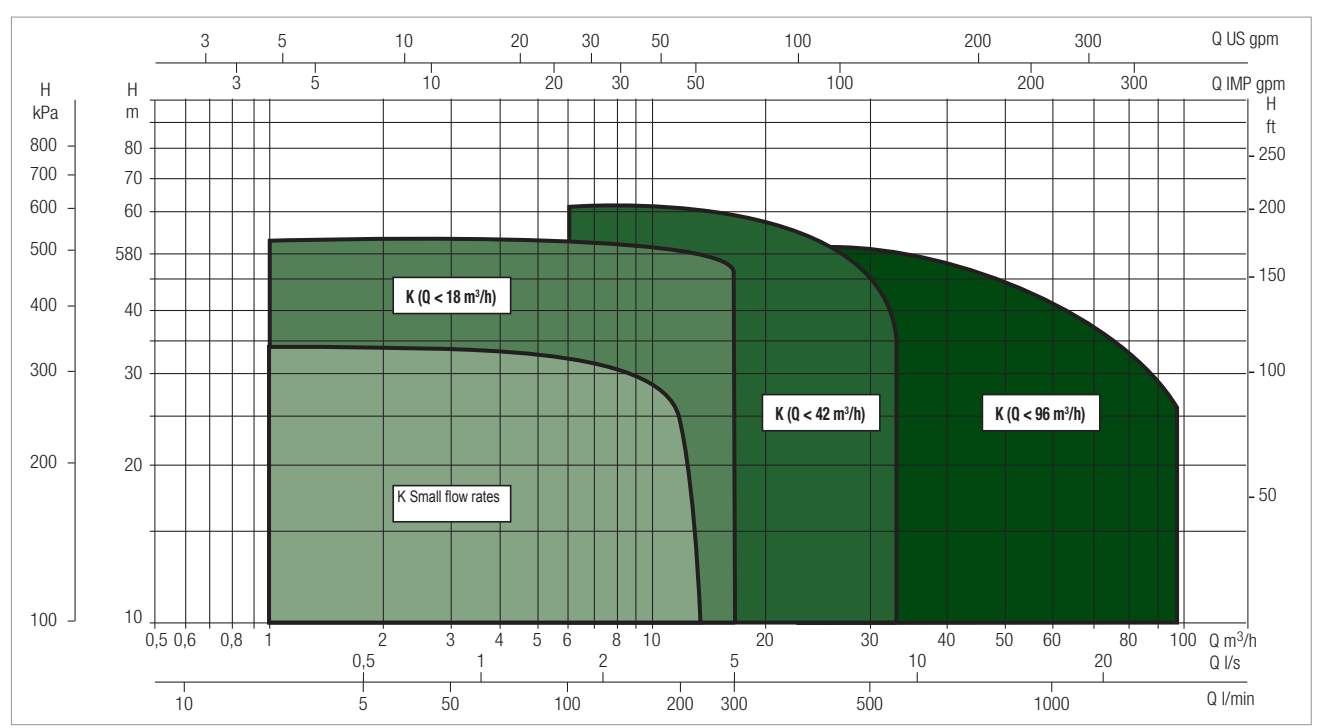 3 5 10 20 30 50 100 200 300 Q US gpm
3 5 10 20 30 50 100 200 300 Q IMP gpm
H
kPa
800
700
600
500
400
300
200
100
H
m
80
70
60
580
40
30
20
10
H
ft
250
200
150
100
50
K (Q < 18 m³/h)
K (Q < 42 m³/h)
K (Q < 96 m³/h)
K Small flow rates
0,5 0,6 0,8 1 2 3 4 5 6 8 10 20 30 40 50 60 80 100 Q m³/h
0,5 1 2 5 10 20 Q l/s
10 5 50 100 200 300 500 1000 Q l/min